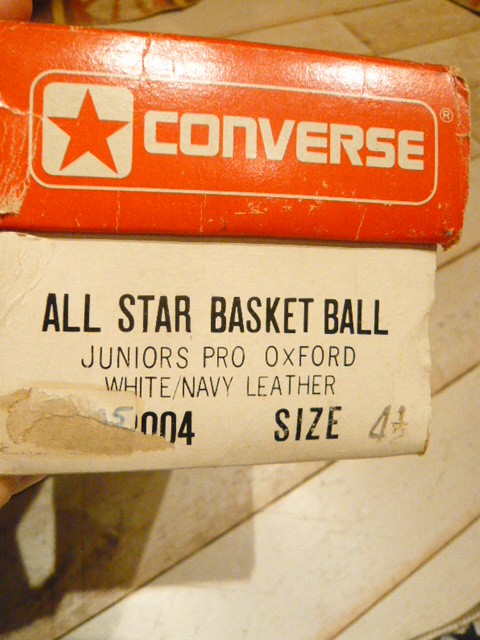 CONVERSE®
ALL STAR BASKET BALL
JUNIORS PRO OXFORD
WHITE/NAVY LEATHER
004 SIZE 4½